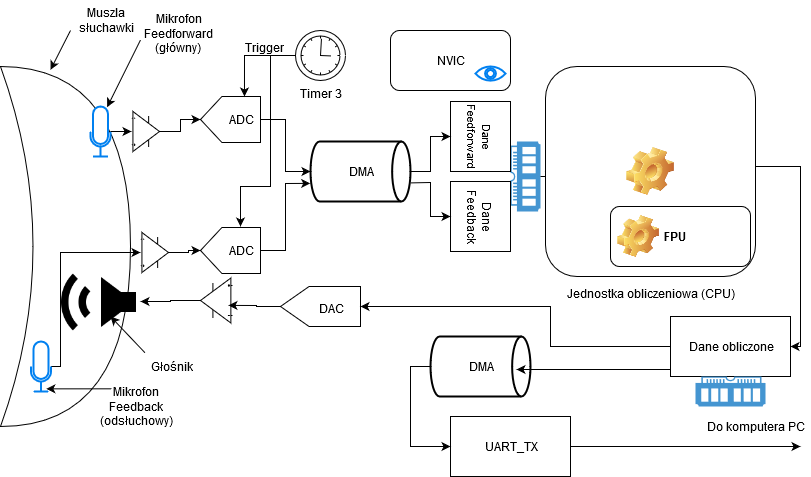 Muszla
słuchawki
Mikrofon
Feedforward
(główny)
Trigger
Timer 3
NVIC
ADC
DMA
Dane
Feedforward
Dane
Feedback
ADC
FPU
Jednostka obliczeniowa (CPU)
DAC
Głośnik
Dane obliczone
DMA
Mikrofon
Feedback
(odsłuchowy)
Do komputera PC
UART_TX